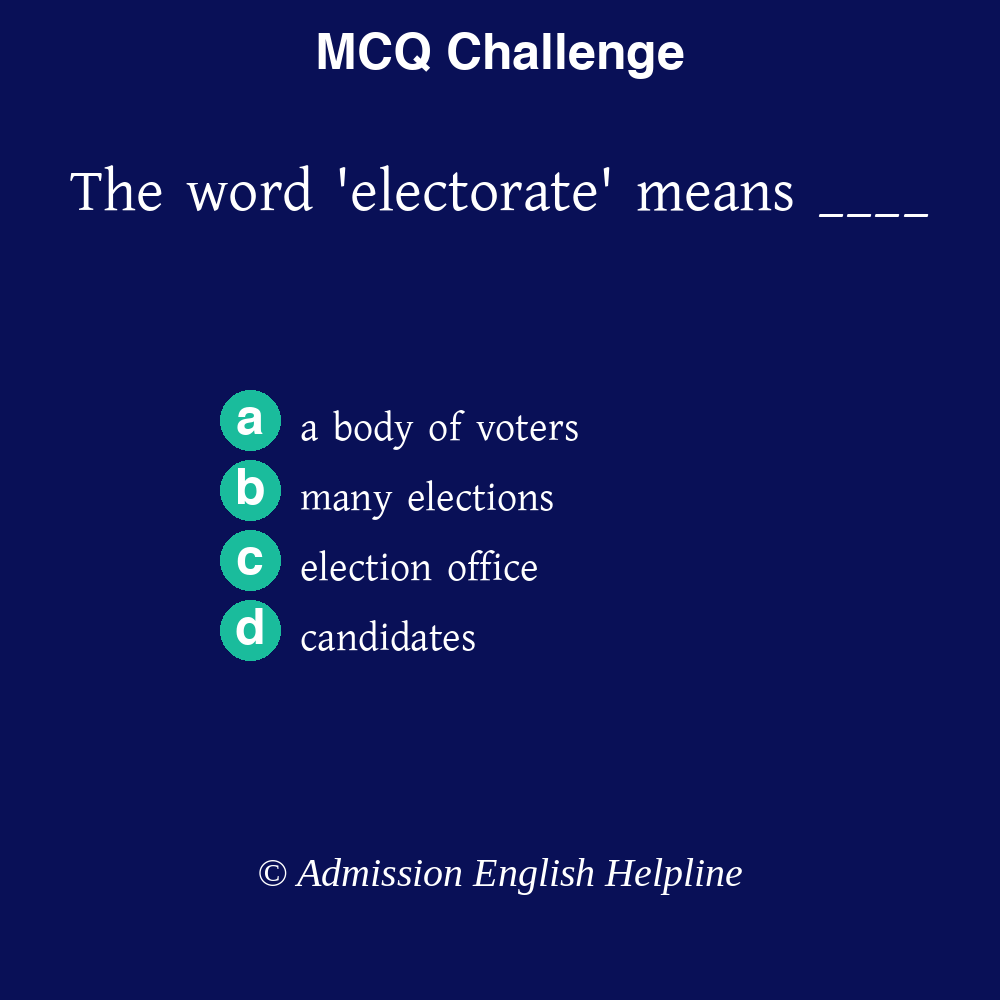 MCQ Challenge
The word 'electorate' means ____
a a body of voters
b many elections
c election office
d candidates
© Admission English Helpline